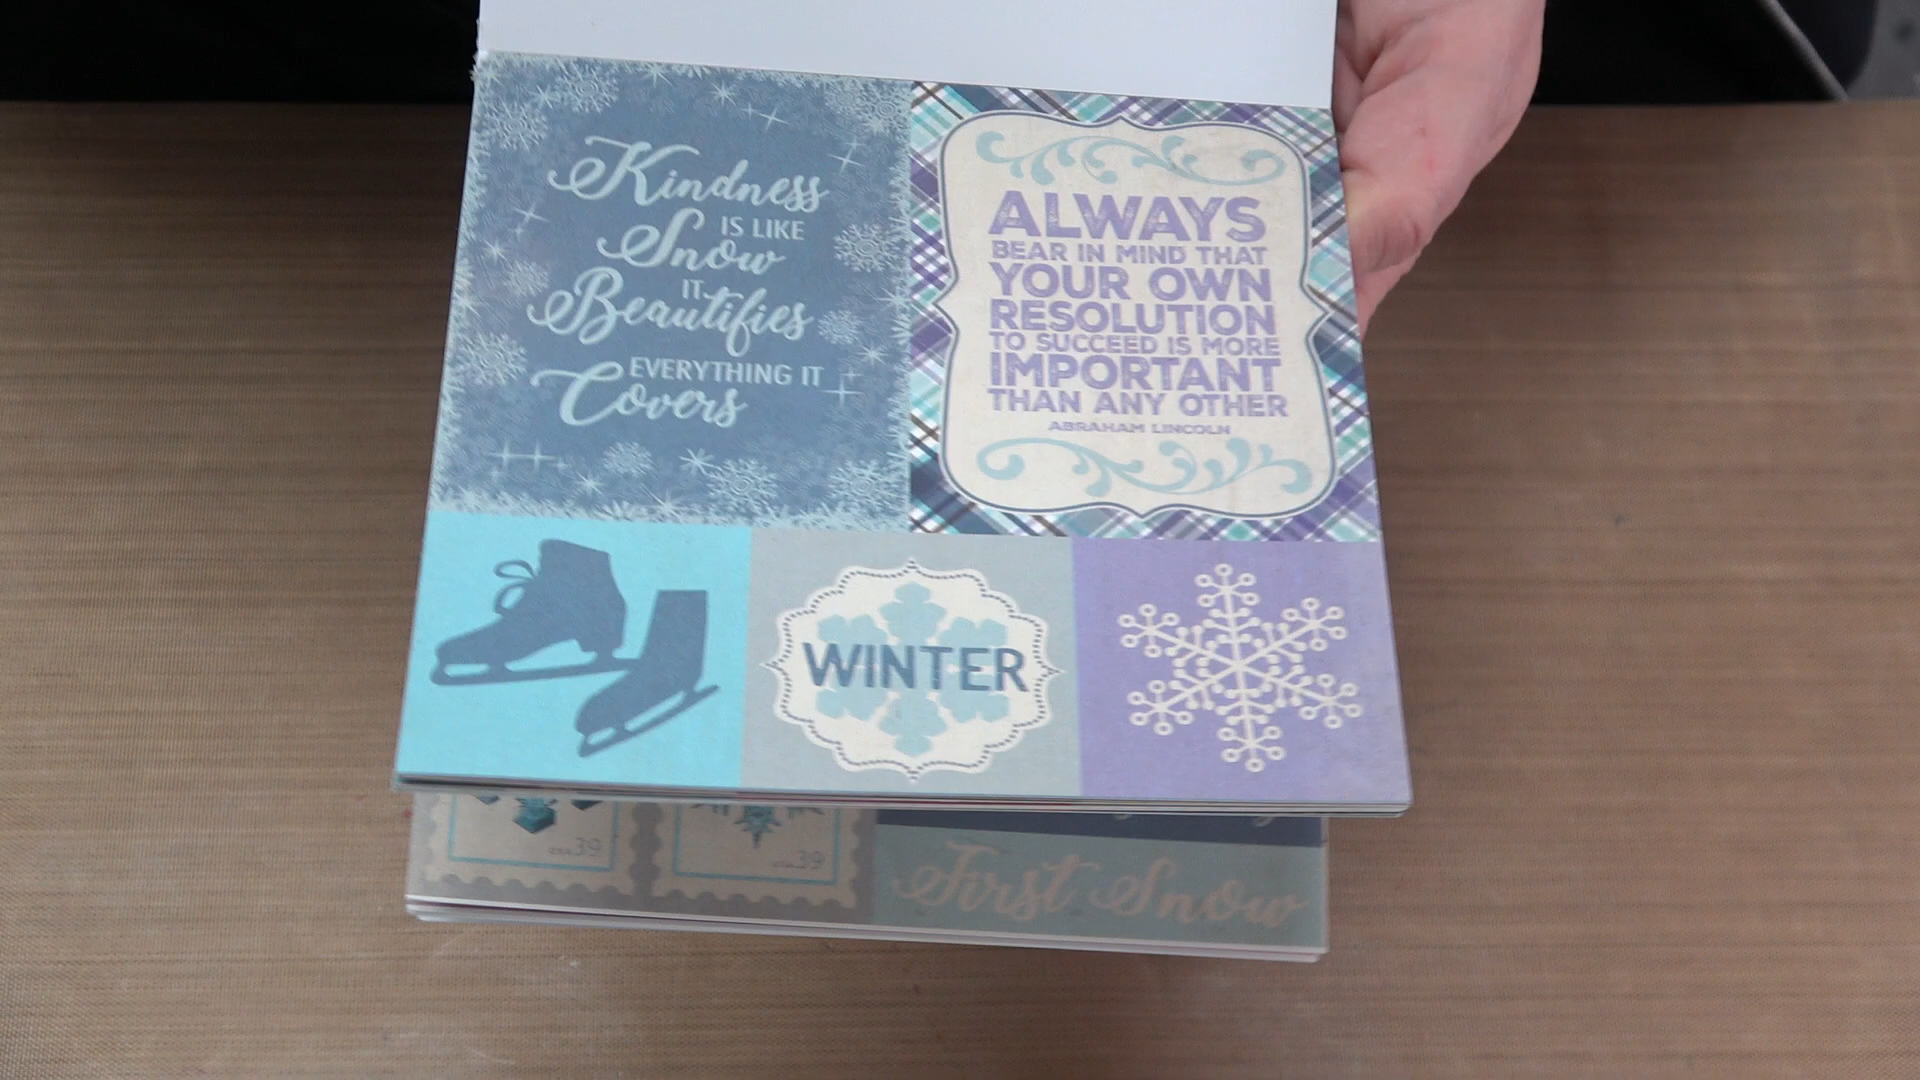 Kindness
IS LIKE
Snow
IT
Beautifies
EVERYTHING IT
Covers
ALWAYS
BEAR IN MIND THAT
YOUR OWN
RESOLUTION
TO SUCCEED IS MORE
IMPORTANT
THAN ANY OTHER
ABRAHAM LINCOLN
WINTER
39
39
First Snow